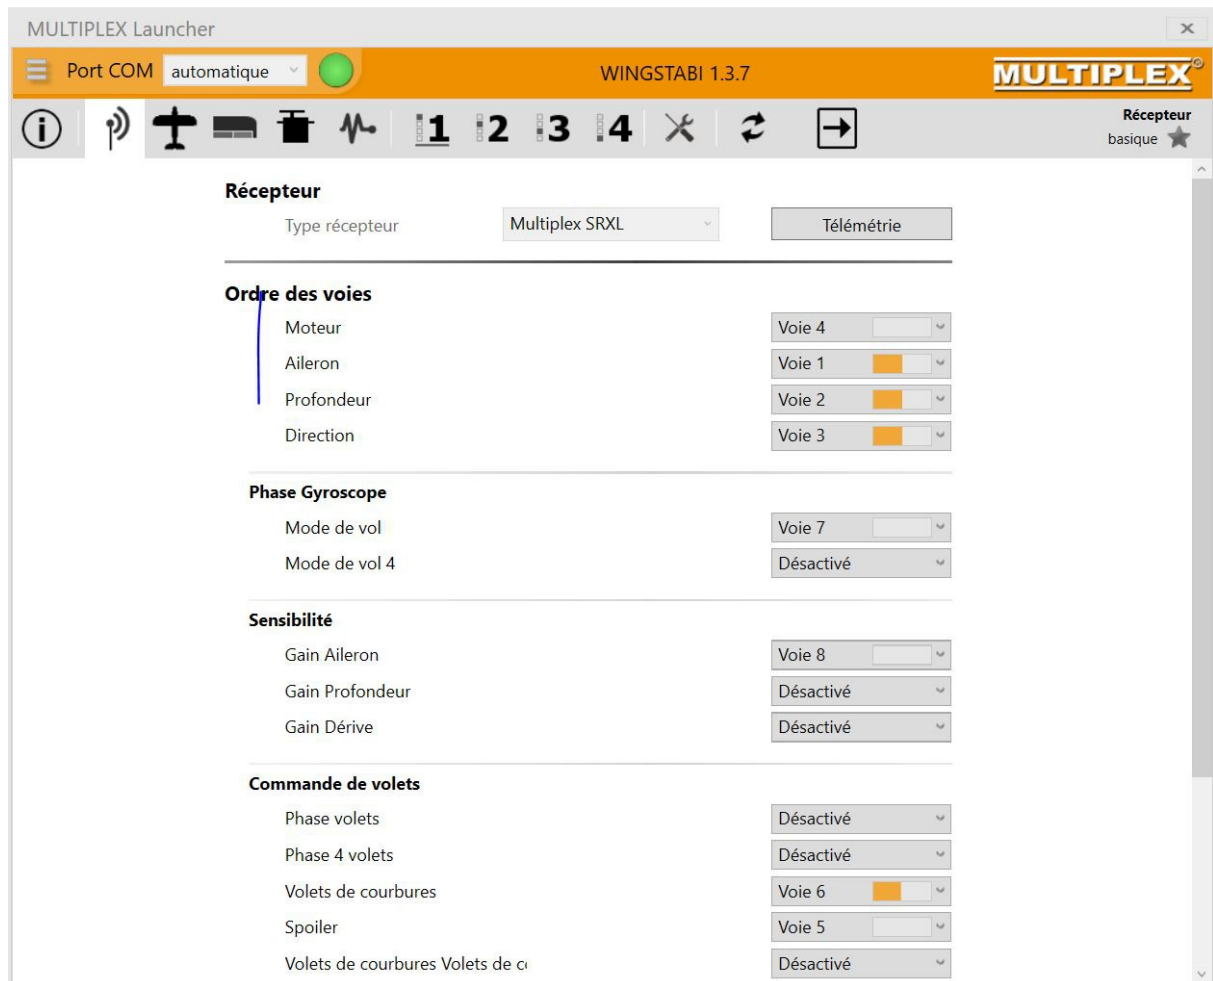 MULTIPLEX Launcher
Port COM automatique WINGSTABI 1.3.7 MULTIPLEX®
1 2 3 4 Récepteur
basique
Récepteur
Type récepteur Multiplex SRXL Télémétrie
Ordre des voies
Moteur Voie 4
Aileron Voie 1
Profondeur Voie 2
Direction Voie 3
Phase Gyroscope
Mode de vol Voie 7
Mode de vol 4 Désactivé
Sensibilité
Gain Aileron Voie 8
Gain Profondeur Désactivé
Gain Dérive Désactivé
Commande de volets
Phase volets Désactivé
Phase 4 volets Désactivé
Volets de courbures Voie 6
Spoiler Voie 5
Volets de courbures Volets de Désactivé